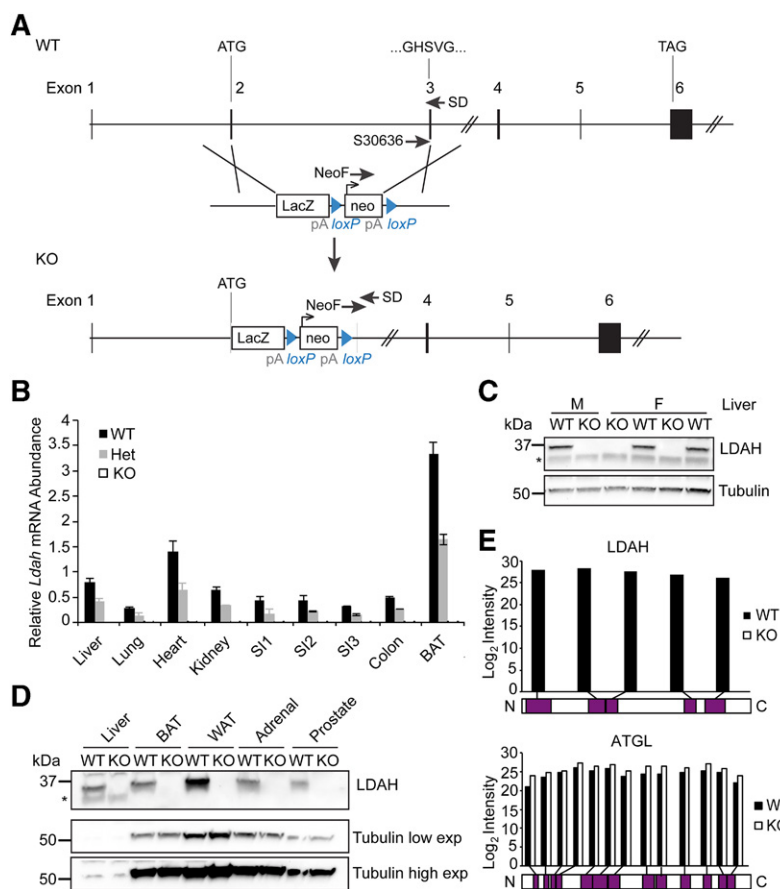 A
WT
ATG
...GHSVG...
TAG
Exon 1
2
3
4
5
6
SD
S30636
NeoF
LacZ
neo
pA loxP pA loxP
KO
ATG
Exon 1
NeoF
SD
4
5
6
LacZ
neo
pA loxP pA loxP
B
Relative Ldah mRNA Abundance
4
3.5
3
2.5
2
1.5
1
0.5
0
WT
Het
KO
Liver
Lung
Heart
Kidney
SI1
SI2
SI3
Colon
BAT
C
M F Liver
kDa WT KO KO WT KO WT
37 LDAH
*
50 Tubulin
D
Liver BAT WAT Adrenal Prostate
kDa WT KO WT KO WT KO WT KO WT KO
37 LDAH
*
50 Tubulin low exp
50 Tubulin high exp
E
LDAH
Log2 Intensity
30
25
20
15
10
5
0
WT
KO
N C
ATGL
Log2 Intensity
30
25
20
15
10
5
0
W
KO
N C